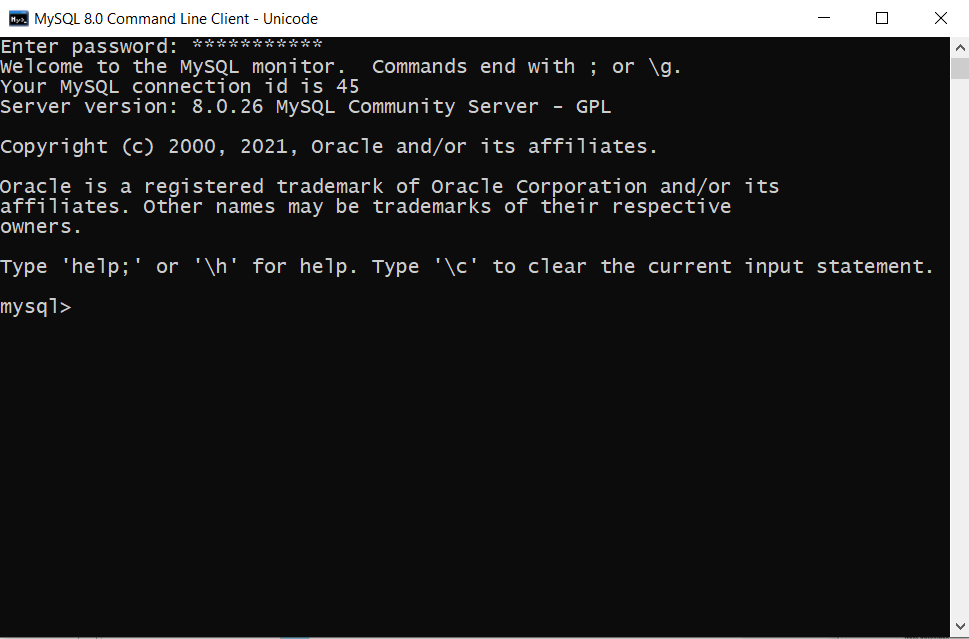 MySQL 8.0 Command Line Client - Unicode
Enter password: ***********
Welcome to the MySQL monitor.  Commands end with ; or \g.
Your MySQL connection id is 45
Server version: 8.0.26 MySQL Community Server - GPL

Copyright (c) 2000, 2021, Oracle and/or its affiliates.

Oracle is a registered trademark of Oracle Corporation and/or its
affiliates. Other names may be trademarks of their respective
owners.

Type 'help;' or '\h' for help. Type '\c' to clear the current input statement.

mysql>